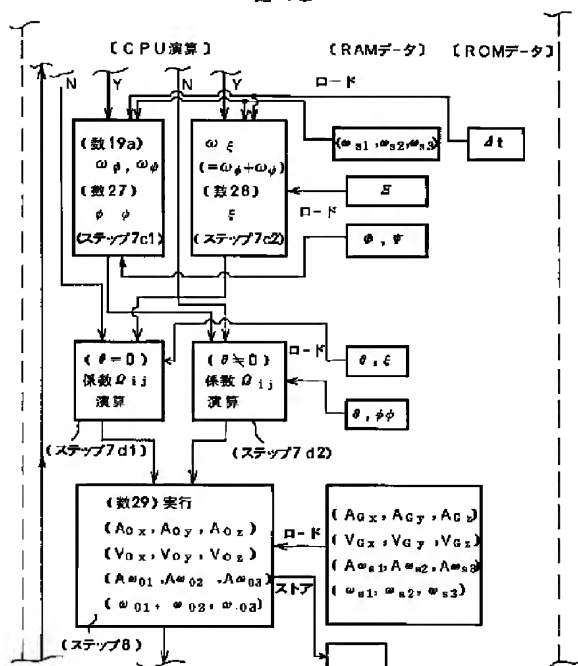 〔CPU演算〕 〔RAMデータ〕 〔ROMデータ〕
N Y N Y
ロード
(数19a)
ωφ,ωψ
(数27)
φ ψ
(ステップ7c1)
ωξ
(=ωφ+ωψ)
(数28)
ξ
(ステップ7c2)
(ωs1,ωs2,ωs3)
Δt
Ξ
ロード
φ,ψ
(θ=0)
係数Ωij
演算
(ステップ7d1)
(θ≒0)
係数Ωij
演算
(ステップ7d2)
ロード
θ,ξ
θ,φφ
(数29)実行
(AOx,AOy,AOz)
(VOx,VOy,VOz)
(Aω01,Aω02,Aω03)
(ω01,ω02,ω03)
(ステップ8)
ロード
ストア
(AGx,AGy,AGz)
(VGx,VGy,VGz)
(Aωs1,Aωs2,Aωs3)
(ωs1,ωs2,ωs3)